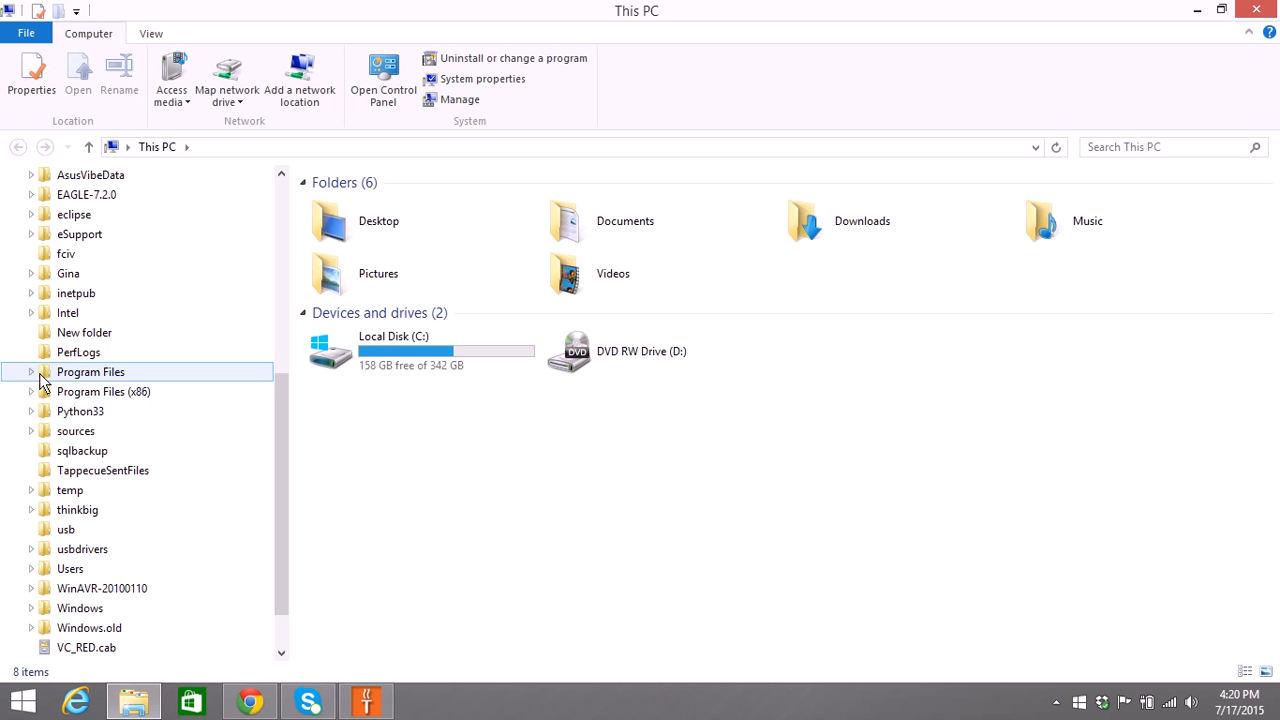 This PC
File
Computer
View
Properties
Open
Rename
Access media
Map network drive
Add a network location
Open Control Panel
Uninstall or change a program
System properties
Manage
Location
Network
System
This PC
Search This PC
AsusVibeData
EAGLE-7.2.0
eclipse
eSupport
fciv
Gina
inetpub
Intel
New folder
PerfLogs
Program Files
Program Files (x86)
Python33
sources
sqlbackup
TappecueSentFiles
temp
thinkbig
usb
usbdrivers
Users
WinAVR-20100110
Windows
Windows.old
VC_RED.cab
Folders (6)
Desktop
Documents
Downloads
Music
Pictures
Videos
Devices and drives (2)
Local Disk (C:)
158 GB free of 342 GB
DVD
DVD RW Drive (D:)
8 items
4:20 PM
7/17/2015